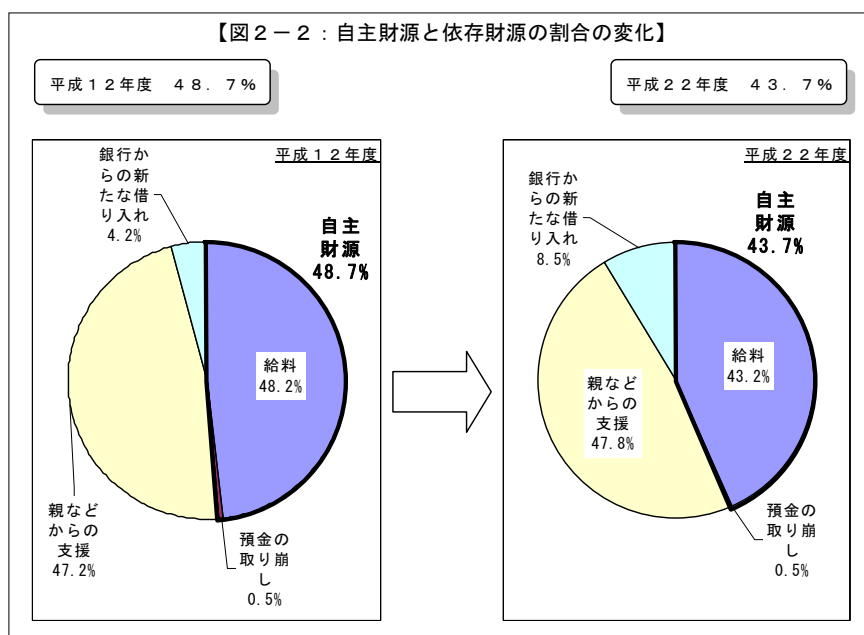 【図2－2：自主財源と依存財源の割合の変化】
平成12年度　48．7％
平成22年度　43．7％
平成12年度
銀行か
らの新
たな借
り入れ
4.2%
自主
財源
48.7%
給料
48.2%
親など
からの
支援
47.2%
預金の
取り崩
し
0.5%
平成22年度
銀行か
らの新
たな借
り入れ
8.5%
自主
財源
43.7%
給料
43.2%
親など
からの
支援
47.8%
預金の
取り崩
し
0.5%